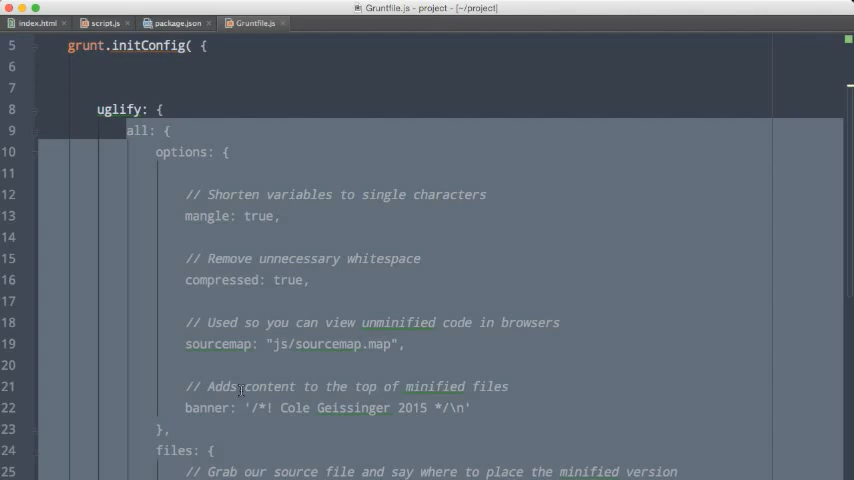 Gruntfile.js - project - [~/project]
index.html script.js package.json Gruntfile.js
5 grunt.initConfig( {
6
7
8 uglify: {
9 all: {
10 options: {
11
12 // Shorten variables to single characters
13 mangle: true,
14
15 // Remove unnecessary whitespace
16 compressed: true,
17
18 // Used so you can view unminified code in browsers
19 sourcemap: "js/sourcemap.map",
20
21 // Adds content to the top of minified files
22 banner: '/*! Cole Geissinger 2015 */\n'
23 },
24 files: {
25 // Grab our source file and say where to place the minified version